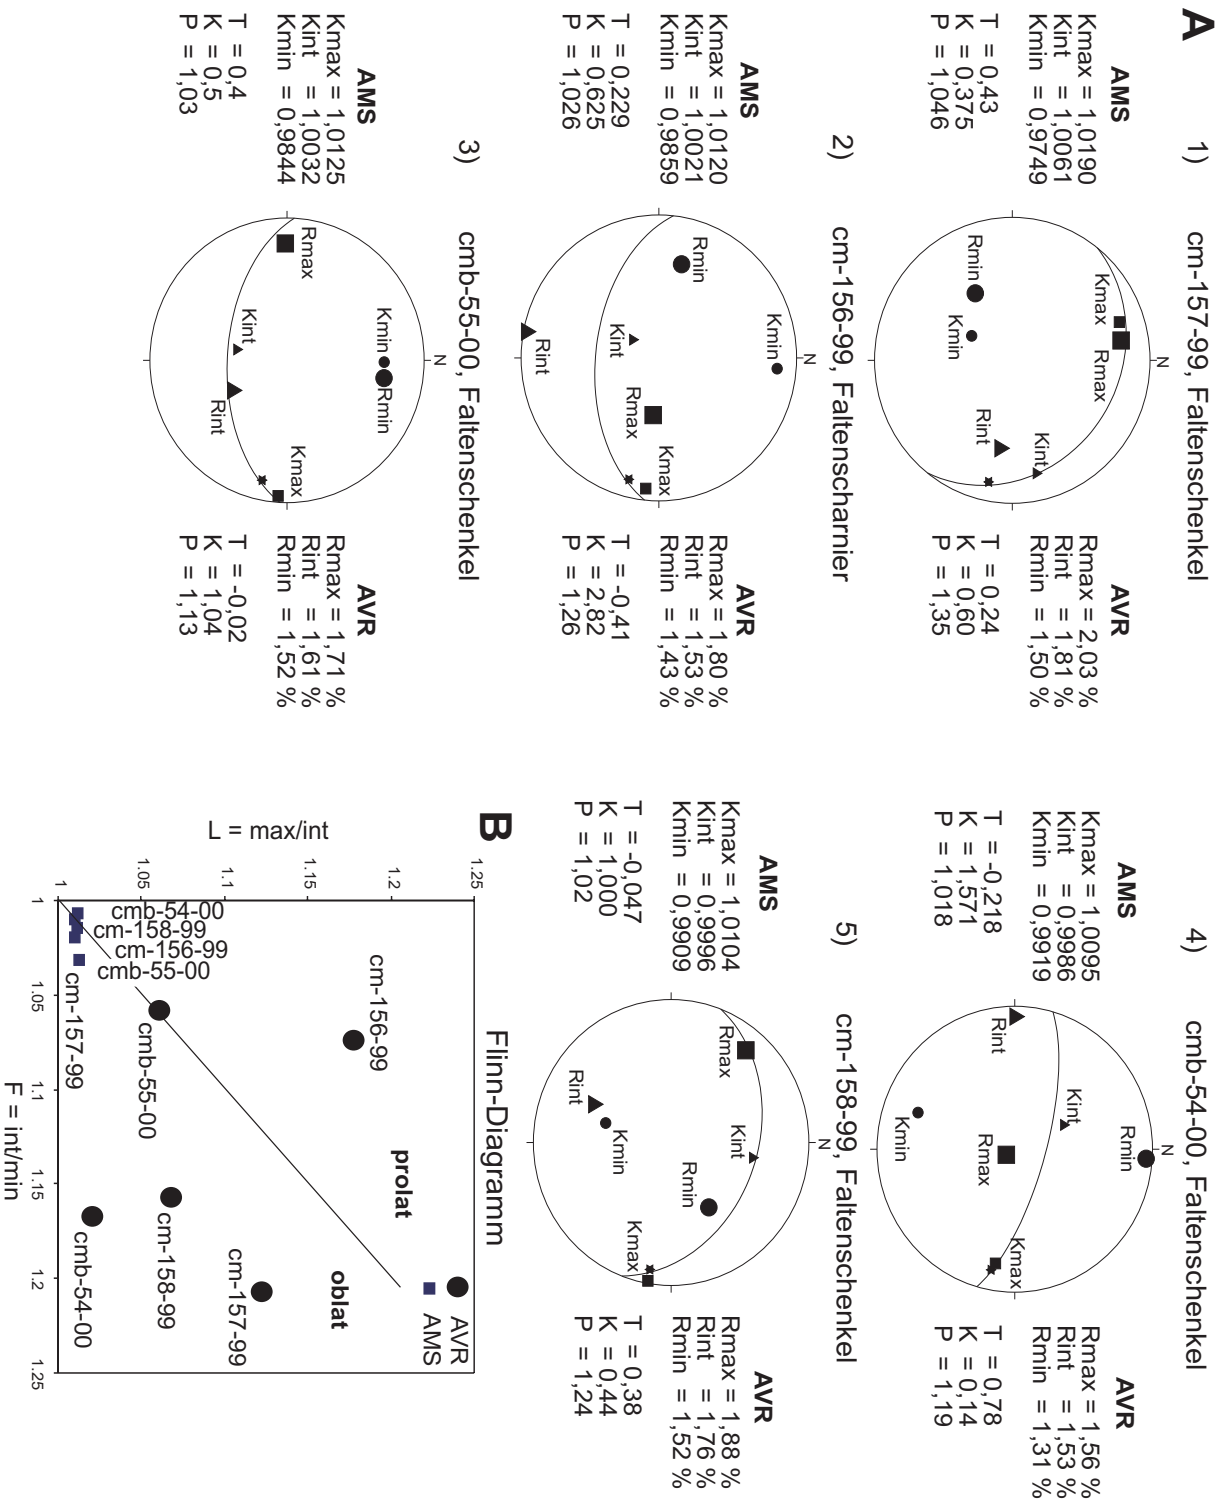 A
1)
cm-157-99, Faltenschenkel
AMS
Kmax = 1,0190
Kint = 1,0061
Kmin = 0,9749
T = 0,43
K = 0,375
P = 1,046
N
Kmax
Rmax
Rmin
Kmin
Rint
Kint
AVR
Rmax = 2,03 %
Rint = 1,81 %
Rmin = 1,50 %
T = 0,24
K = 0,60
P = 1,35
2)
cm-156-99, Faltenscharnier
AMS
Kmax = 1,0120
Kint = 1,0021
Kmin = 0,9859
T = 0,229
K = 0,625
P = 1,026
N
Kmin
Rmin
Kint
Rmax
Kmax
Rint
AVR
Rmax = 1,80 %
Rint = 1,53 %
Rmin = 1,43 %
T = -0,41
K = 2,82
P = 1,26
3)
cmb-55-00, Faltenschenkel
AMS
Kmax = 1,0125
Kint = 1,0032
Kmin = 0,9844
T = 0,4
K = 0,5
P = 1,03
N
Kmin
Rmin
Rmax
Kint
Rint
Kmax
AVR
Rmax = 1,71 %
Rint = 1,61 %
Rmin = 1,52 %
T = -0,02
K = 1,04
P = 1,13
4)
cmb-54-00, Faltenschenkel
AMS
Kmax = 1,0095
Kint = 0,9986
Kmin = 0,9919
T = -0,218
K = 1,571
P = 1,018
N
Rmin
Rint
Kint
Rmax
Kmax
Kmin
AVR
Rmax = 1,56 %
Rint = 1,53 %
Rmin = 1,31 %
T = 0,78
K = 0,14
P = 1,19
5)
cm-158-99, Faltenschenkel
AMS
Kmax = 1,0104
Kint = 0,9996
Kmin = 0,9909
T = -0,047
K = 1,000
P = 1,02
N
Rmax
Kint
Rmin
Kmin
Rint
Kmax
AVR
Rmax = 1,88 %
Rint = 1,76 %
Rmin = 1,52 %
T = 0,38
K = 0,44
P = 1,24
B
Flinn-Diagramm
L = max/int
1.25
1.2
1.15
1.1
1.05
1
AVR
AMS
cm-156-99
prolat
oblat
cm-157-99
cmb-54-00
cm-158-99
cm-156-99
cmb-55-00
cm-157-99
cmb-55-00
cm-158-99
cmb-54-00
1
1.05
1.1
1.15
1.2
1.25
F = int/min